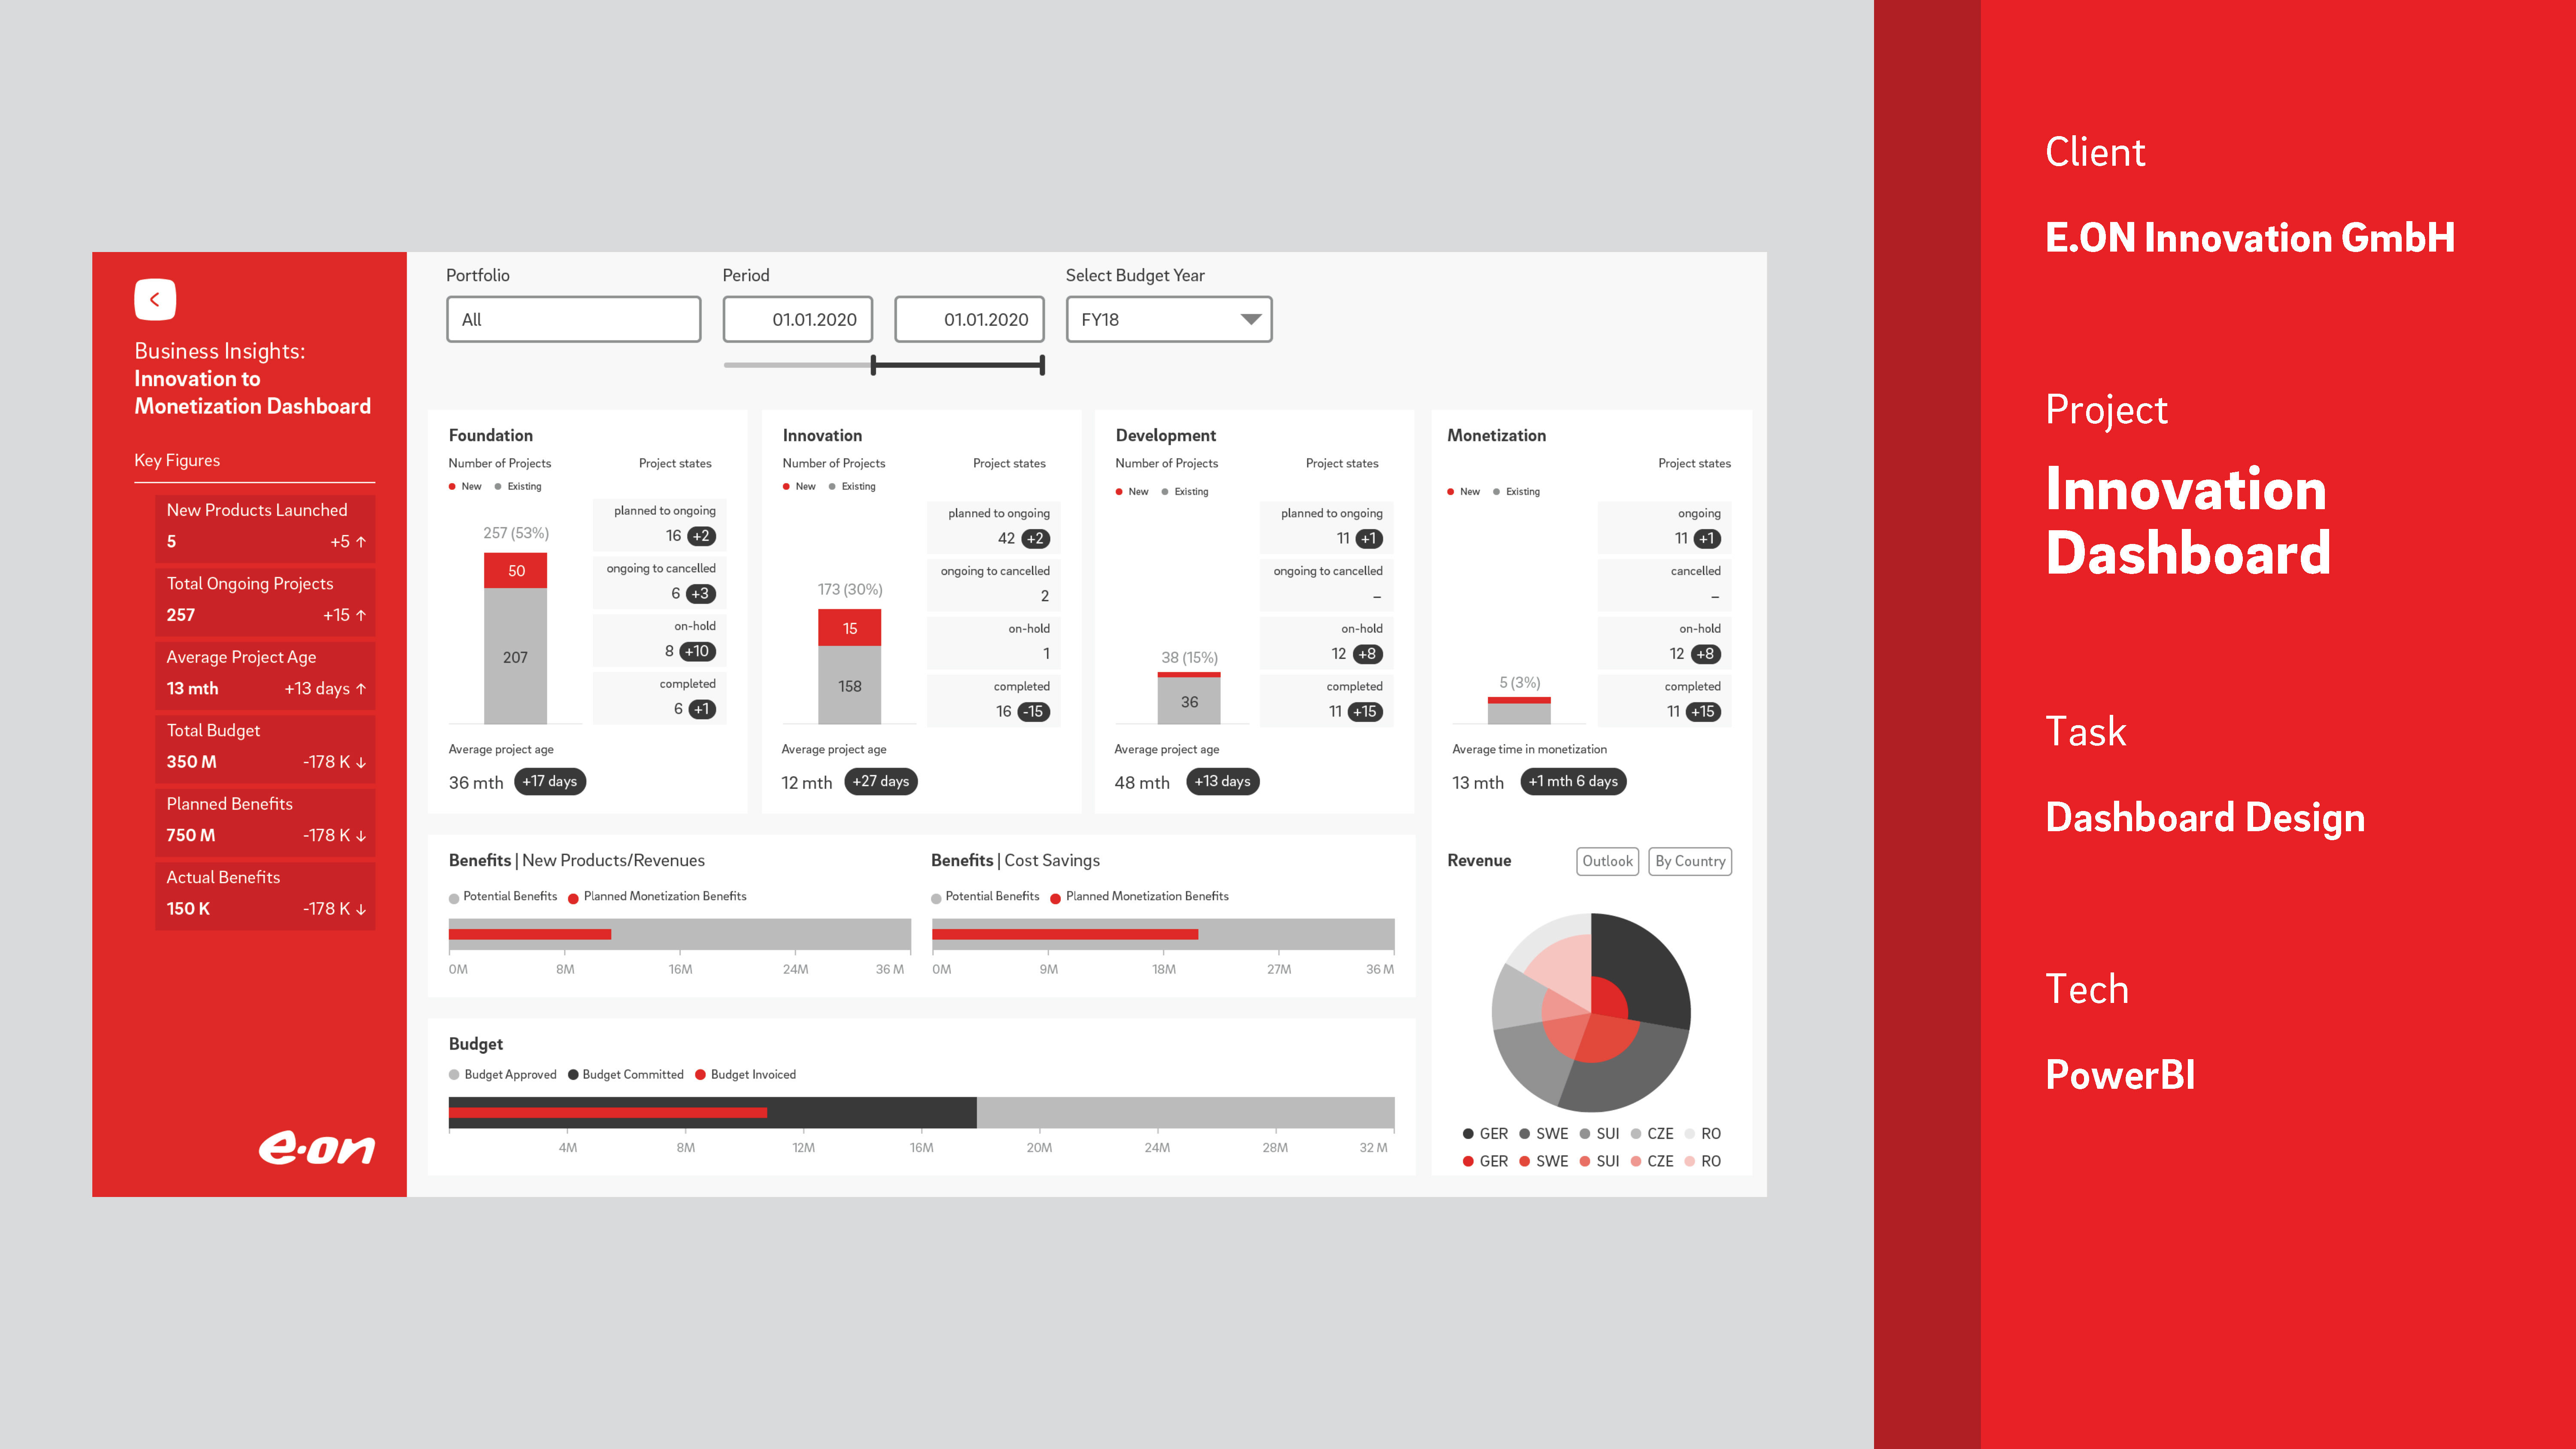 Business Insights:
Innovation to
Monetization Dashboard
Key Figures
New Products Launched
5 +5 ↑
Total Ongoing Projects
257 +15 ↑
Average Project Age
13 mth +13 days ↑
Total Budget
350 M -178 K ↓
Planned Benefits
750 M -178 K ↓
Actual Benefits
150 K -178 K ↓
e·on
Portfolio Period Select Budget Year
All 01.01.2020 01.01.2020 FY18
Foundation
Number of Projects Project states
New Existing
257 (53%)
50
207
planned to ongoing
16 +2
ongoing to cancelled
6 +3
on-hold
8 +10
completed
6 +1
Average project age
36 mth +17 days
Innovation
Number of Projects Project states
New Existing
173 (30%)
15
158
planned to ongoing
42 +2
ongoing to cancelled
2
on-hold
1
completed
16 -15
Average project age
12 mth +27 days
Development
Number of Projects Project states
New Existing
38 (15%)
36
planned to ongoing
11 +1
ongoing to cancelled
–
on-hold
12 +8
completed
11 +15
Average project age
48 mth +13 days
Monetization
Project states
New Existing
5 (3%)
ongoing
11 +1
cancelled
–
on-hold
12 +8
completed
11 +15
Average time in monetization
13 mth +1 mth 6 days
Benefits | New Products/Revenues
Potential Benefits Planned Monetization Benefits
0M 8M 16M 24M 36 M
Benefits | Cost Savings
Potential Benefits Planned Monetization Benefits
0M 9M 18M 27M 36 M
Budget
Budget Approved Budget Committed Budget Invoiced
4M 8M 12M 16M 20M 24M 28M 32 M
Revenue Outlook By Country
GER SWE SUI CZE RO
GER SWE SUI CZE RO
Client
E.ON Innovation GmbH
Project
Innovation
Dashboard
Task
Dashboard Design
Tech
PowerBI